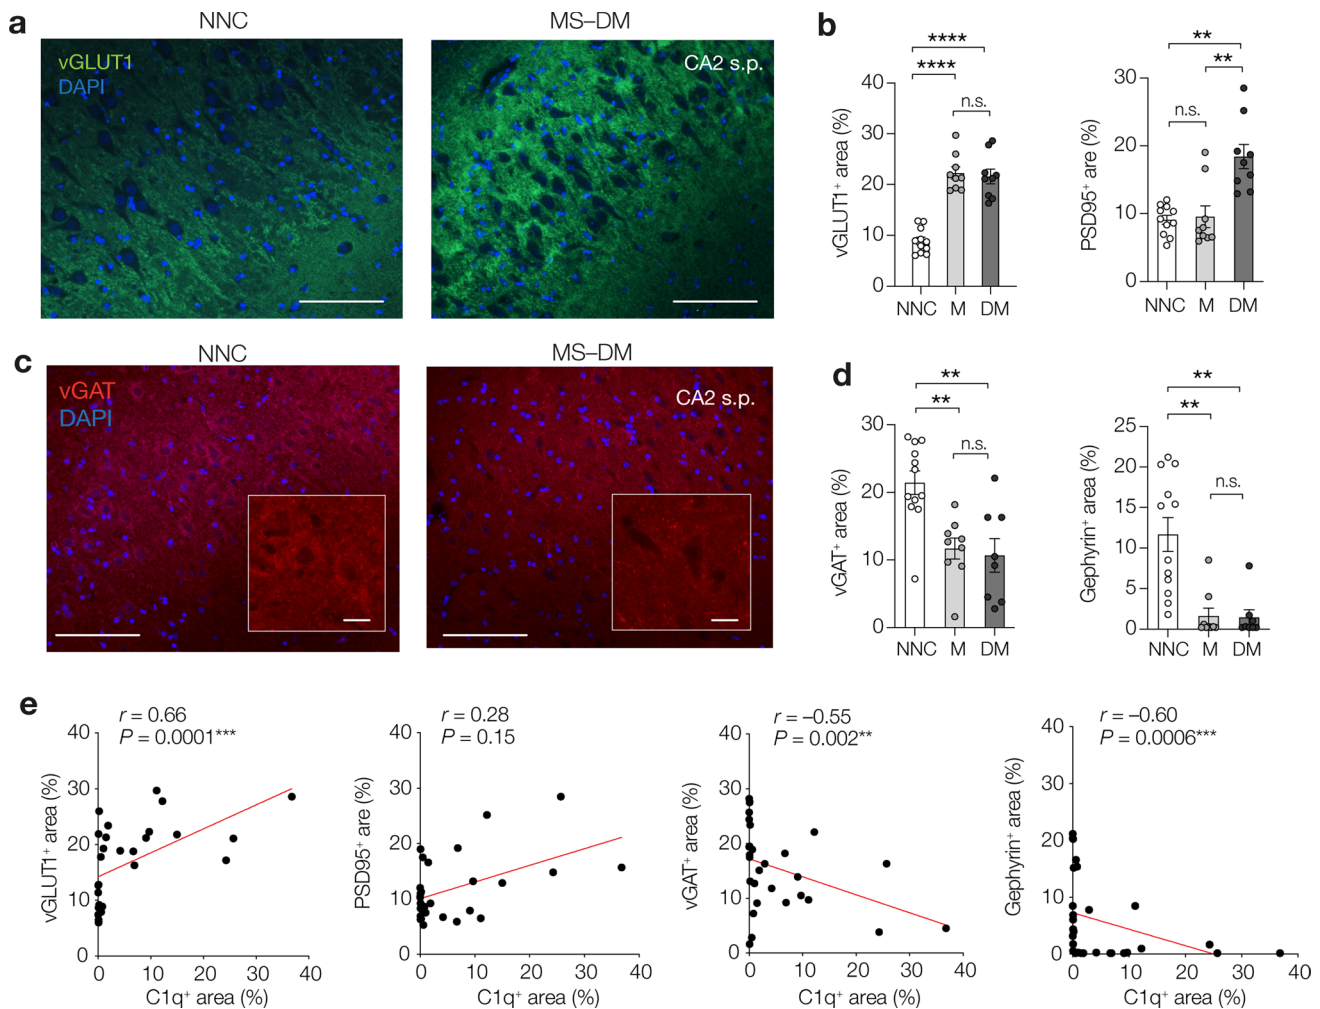 a
NNC
MS–DM
vGLUT1
DAPI
CA2 s.p.
b
****
****
n.s.
40
30
20
10
0
vGLUT1⁺ area (%)
NNC M DM
**
**
n.s.
30
20
10
0
PSD95⁺ are (%)
NNC M DM
c
NNC
MS–DM
vGAT
DAPI
CA2 s.p.
d
**
**
n.s.
30
20
10
0
vGAT⁺ area (%)
NNC M DM
**
**
n.s.
25
20
15
10
5
0
Gephyrin⁺ area (%)
NNC M DM
e
r = 0.66
P = 0.0001***
40
30
20
10
0
vGLUT1⁺ area (%)
0 10 20 30 40
C1q⁺ area (%)
r = 0.28
P = 0.15
40
30
20
10
0
PSD95⁺ are (%)
0 10 20 30 40
C1q⁺ area (%)
r = –0.55
P = 0.002**
40
30
20
10
0
vGAT⁺ area (%)
0 10 20 30 40
C1q⁺ area (%)
r = –0.60
P = 0.0006***
40
30
20
10
0
Gephyrin⁺ area (%)
0 10 20 30 40
C1q⁺ area (%)